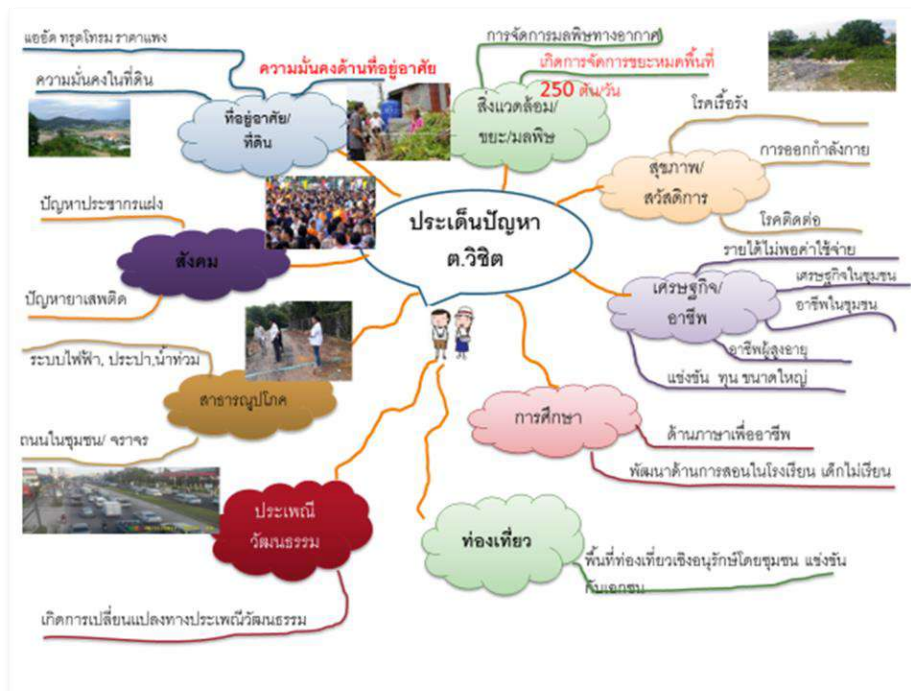 ประเด็นปัญหา
ต.วิชิต
แออัด ทรุดโทรม ราคาแพง
ความมั่นคงในที่ดิน
ความมั่นคงด้านที่อยู่อาศัย
ที่อยู่อาศัย/
ที่ดิน
การจัดการมลพิษทางอากาศ
เกิดการจัดการขยะหมดพื้นที่
250 ตัน/วัน
สิ่งแวดล้อม/
ขยะ/มลพิษ
โรคเรื้อรัง
การออกกำลังกาย
สุขภาพ/
สวัสดิการ
โรคติดต่อ
ปัญหาประชากรแฝง
สังคม
ปัญหายาเสพติด
รายได้ไม่พอค่าใช้จ่าย
เศรษฐกิจในชุมชน
เศรษฐกิจ/
อาชีพ
อาชีพในชุมชน
อาชีพผู้สูงอายุ
แข่งขัน ทุน ขนาดใหญ่
ระบบไฟฟ้า, ประปา,น้ำท่วม
สาธารณูปโภค
ถนนในชุมชน/ จราจร
การศึกษา
ด้านภาษาเพื่ออาชีพ
พัฒนาด้านการสอนในโรงเรียน เด็กไม่เรียน
ประเพณี
วัฒนธรรม
เกิดการเปลี่ยนแปลงทางประเพณีวัฒนธรรม
ท่องเที่ยว
พื้นที่ท่องเที่ยวเชิงอนุรักษ์โดยชุมชน แข่งขัน
กับเอกชน